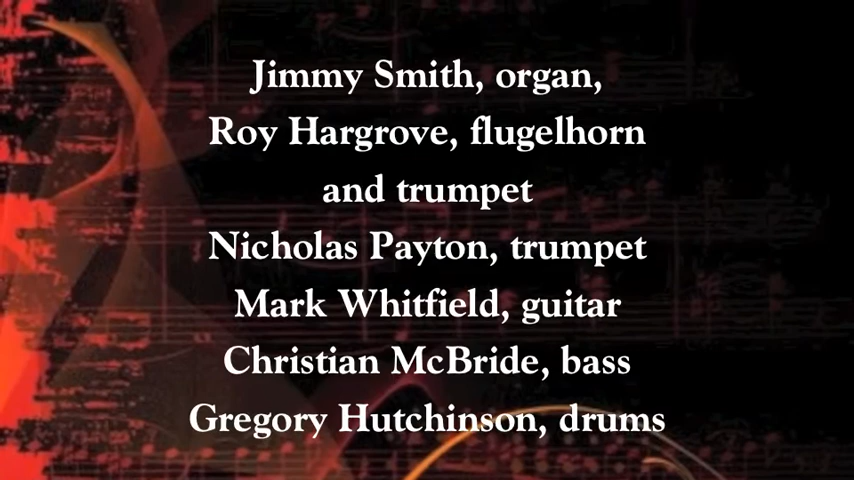 Jimmy Smith, organ,
Roy Hargrove, flugelhorn
and trumpet
Nicholas Payton, trumpet
Mark Whitfield, guitar
Christian McBride, bass
Gregory Hutchinson, drums